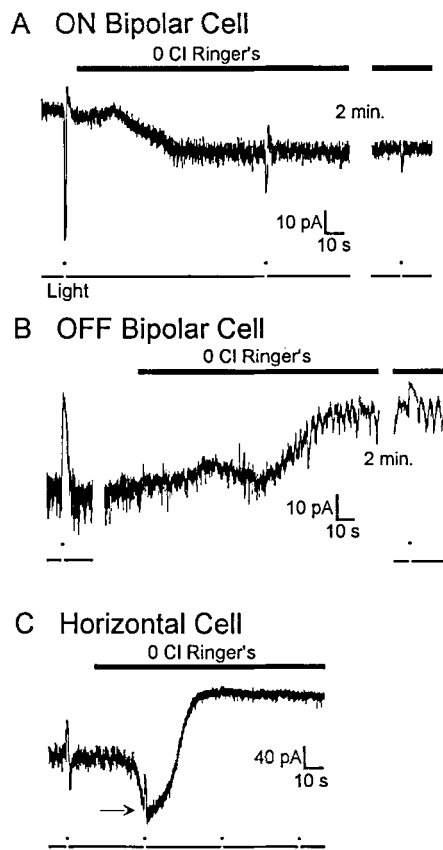 A ON Bipolar Cell
0 Cl Ringer's
2 min.
10 pA
10 s
Light
B OFF Bipolar Cell
0 Cl Ringer's
2 min.
10 pA
10 s
C Horizontal Cell
0 Cl Ringer's
40 pA
10 s